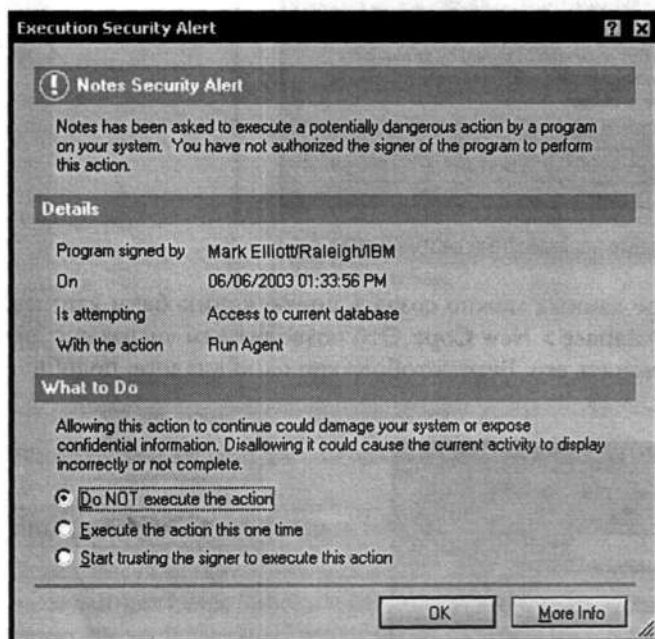 Execution Security Alert
Notes Security Alert
Notes has been asked to execute a potentially dangerous action by a program
on your system. You have not authorized the signer of the program to perform
this action.
Details
Program signed by Mark Elliott/Raleigh/IBM
On 06/06/2003 01:33:56 PM
Is attempting Access to current database
With the action Run Agent
What to Do
Allowing this action to continue could damage your system or expose
confidential information. Disallowing it could cause the current activity to display
incorrectly or not complete.
Do NOT execute the action
Execute the action this one time
Start trusting the signer to execute this action
OK More Info